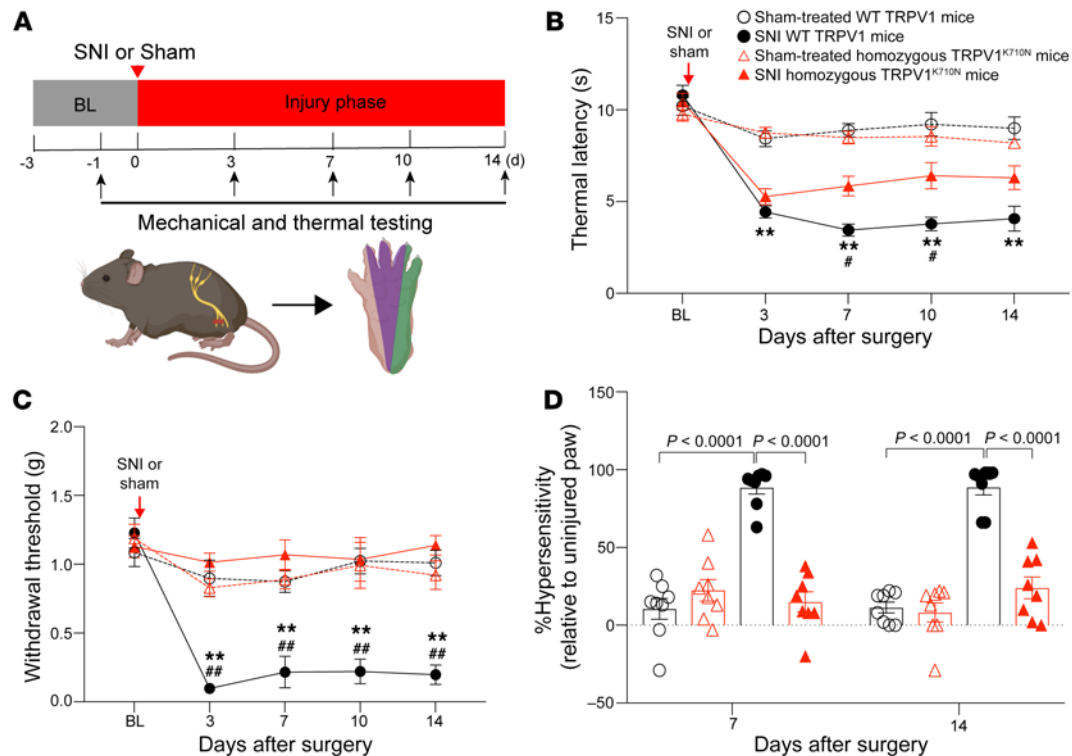 A
SNI or Sham
BL
Injury phase
-3
-1
0
3
7
10
14 (d)
Mechanical and thermal testing
B
SNI or
sham
Sham-treated WT TRPV1 mice
SNI WT TRPV1 mice
Sham-treated homozygous TRPV1ᴷ⁷¹⁰ᴺ mice
SNI homozygous TRPV1ᴷ⁷¹⁰ᴺ mice
Thermal latency (s)
15
10
5
0
**
**
#
**
#
**
BL
3
7
10
14
Days after surgery
C
SNI or
sham
Withdrawal threshold (g)
2.0
1.5
1.0
0.5
0.0
**
##
**
##
**
##
**
##
BL
3
7
10
14
Days after surgery
D
%Hypersensitivity
(relative to uninjured paw)
150
100
50
0
–50
P < 0.0001
P < 0.0001
P < 0.0001
P < 0.0001
7
14
Days after surgery